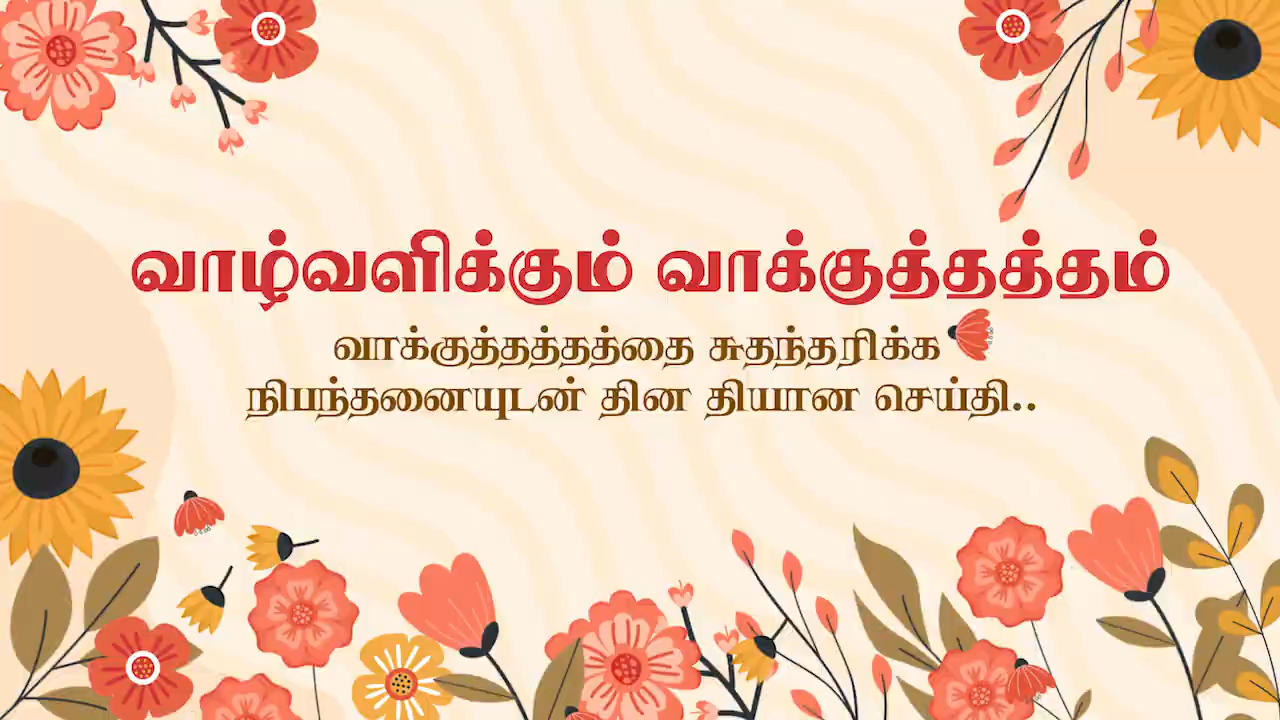 வாழ்வளிக்கும் வாக்குத்தத்தம்
வாக்குத்தத்தத்தை சுதந்தரிக்க
நிபந்தனையுடன் தின தியான செய்தி..